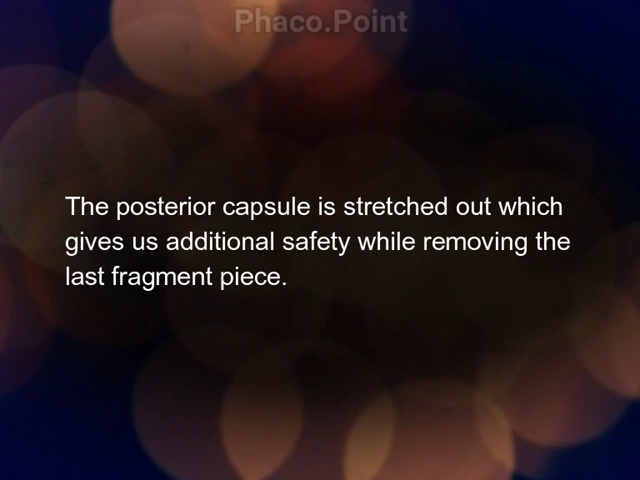 Phaco.Point
The posterior capsule is stretched out which
gives us additional safety while removing the
last fragment piece.